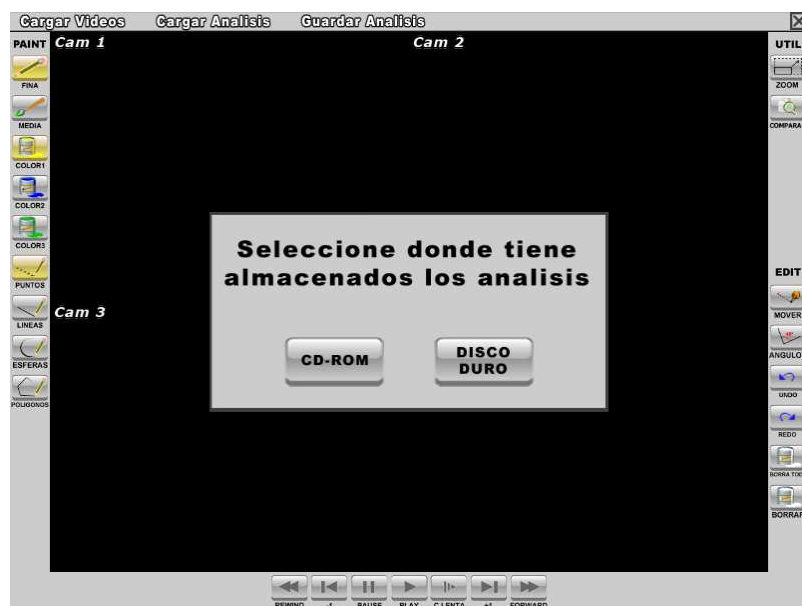 Cargar Videos Cargar Analisis Guardar Analisis
PAINT Cam 1 Cam 2 UTIL
FINA
MEDIA
COLOR1
COLOR2
COLOR3
PUNTOS
LINEAS
ESFERAS
POLIGONOS
Cam 3
Seleccione donde tiene
almacenados los analisis
CD-ROM
DISCO
DURO
ZOOM
COMPARA
EDIT
MOVER
ANGULO
UNDO
REDO
BORRA TOD
BORRAR
REWIND -1 PAUSE PLAY C.LENTA +1 FORWARD